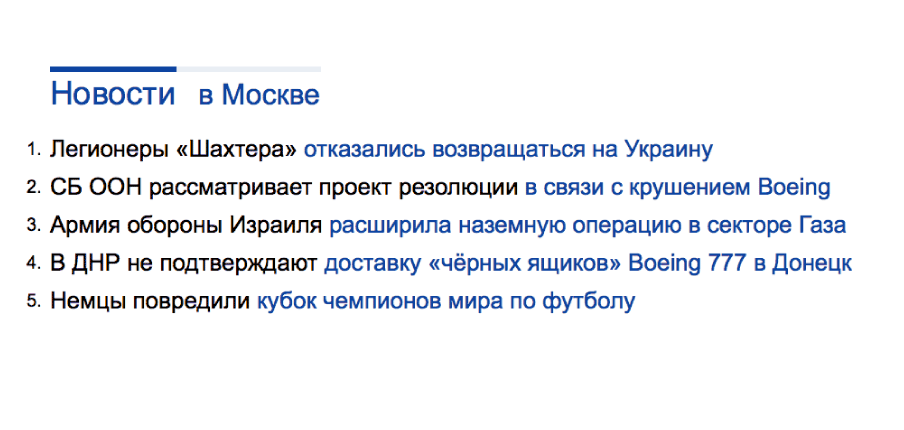 Новости в Москве
1. Легионеры «Шахтера» отказались возвращаться на Украину
2. СБ ООН рассматривает проект резолюции в связи с крушением Boeing
3. Армия обороны Израиля расширила наземную операцию в секторе Газа
4. В ДНР не подтверждают доставку «чёрных ящиков» Boeing 777 в Донецк
5. Немцы повредили кубок чемпионов мира по футболу